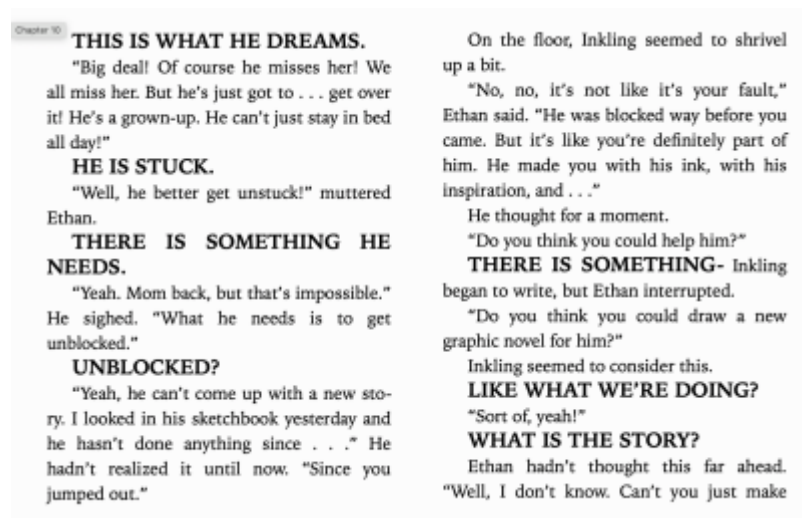 Chapter 10
THIS IS WHAT HE DREAMS.
“Big deal! Of course he misses her! We
all miss her. But he’s just got to . . . get over
it! He’s a grown-up. He can’t just stay in bed
all day!”
HE IS STUCK.
“Well, he better get unstuck!” muttered
Ethan.
THERE IS SOMETHING HE
NEEDS.
“Yeah. Mom back, but that’s impossible.”
He sighed. “What he needs is to get
unblocked.”
UNBLOCKED?
“Yeah, he can’t come up with a new sto-
ry. I looked in his sketchbook yesterday and
he hasn’t done anything since . . .” He
hadn’t realized it until now. “Since you
jumped out.”
On the floor, Inkling seemed to shrivel
up a bit.
“No, no, it’s not like it’s your fault,”
Ethan said. “He was blocked way before you
came. But it’s like you’re definitely part of
him. He made you with his ink, with his
inspiration, and . . .”
He thought for a moment.
“Do you think you could help him?”
THERE IS SOMETHING- Inkling
began to write, but Ethan interrupted.
“Do you think you could draw a new
graphic novel for him?”
Inkling seemed to consider this.
LIKE WHAT WE’RE DOING?
“Sort of, yeah!”
WHAT IS THE STORY?
Ethan hadn’t thought this far ahead.
“Well, I don’t know. Can’t you just make